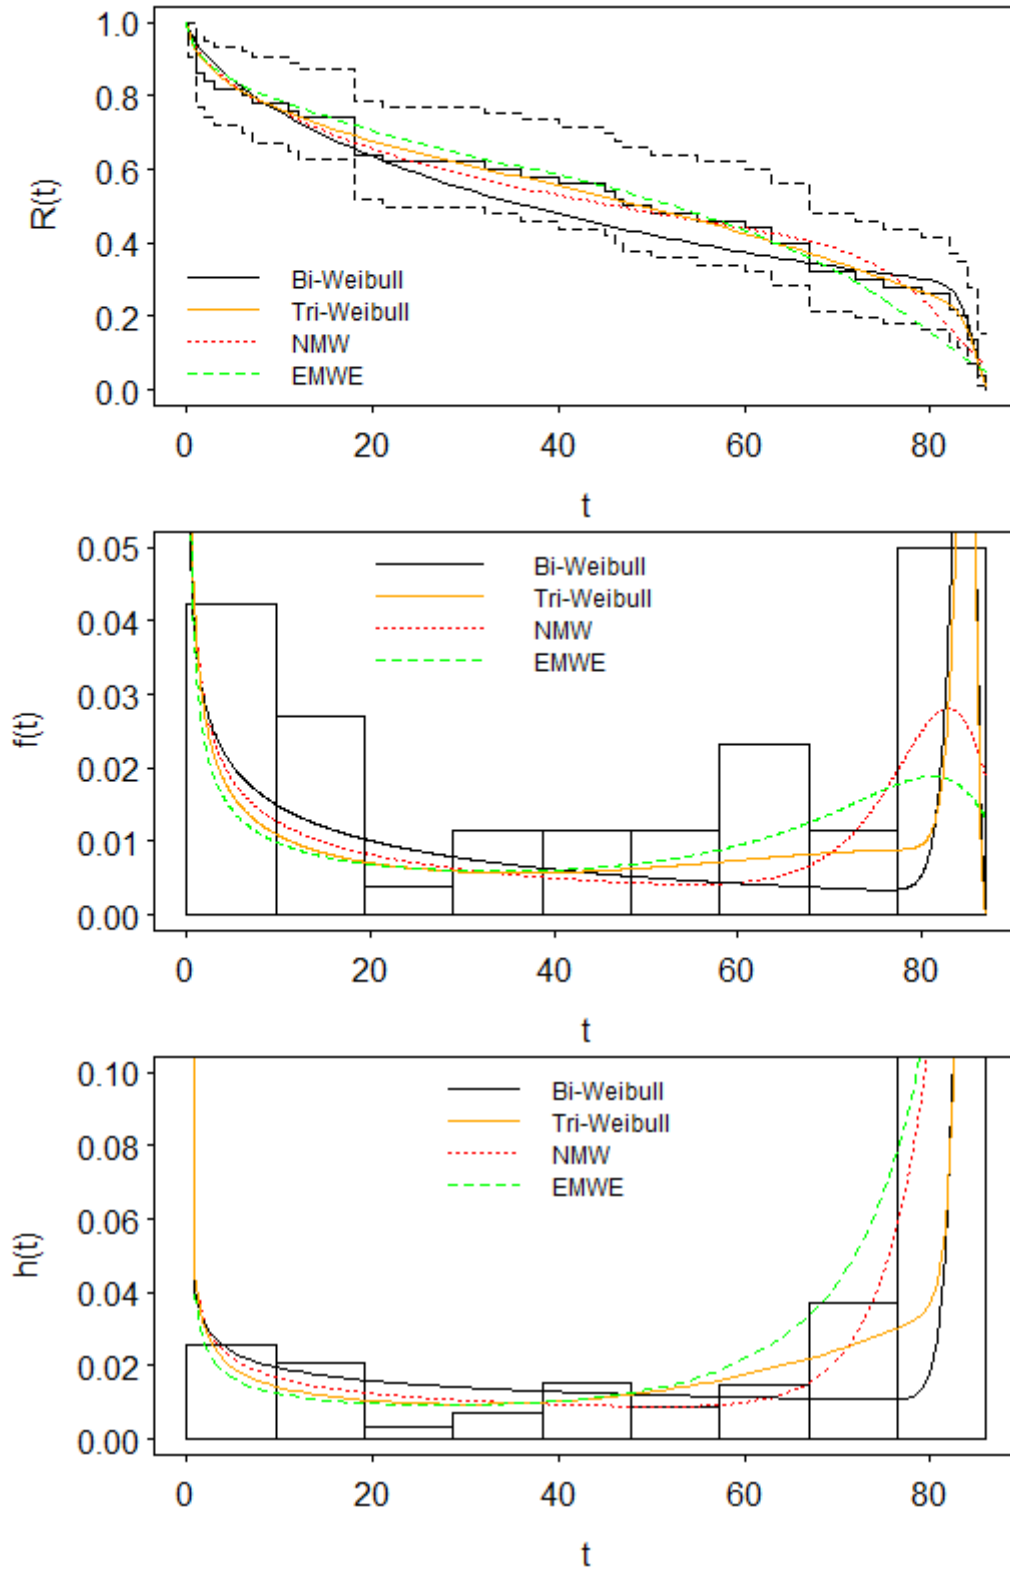 R(t)
1.0
0.8
0.6
0.4
0.2
0.0
Bi-Weibull
Tri-Weibull
NMW
EMWE
0 20 40 60 80
t
f(t)
0.05
0.04
0.03
0.02
0.01
0.00
Bi-Weibull
Tri-Weibull
NMW
EMWE
0 20 40 60 80
t
h(t)
0.10
0.08
0.06
0.04
0.02
0.00
Bi-Weibull
Tri-Weibull
NMW
EMWE
0 20 40 60 80
t